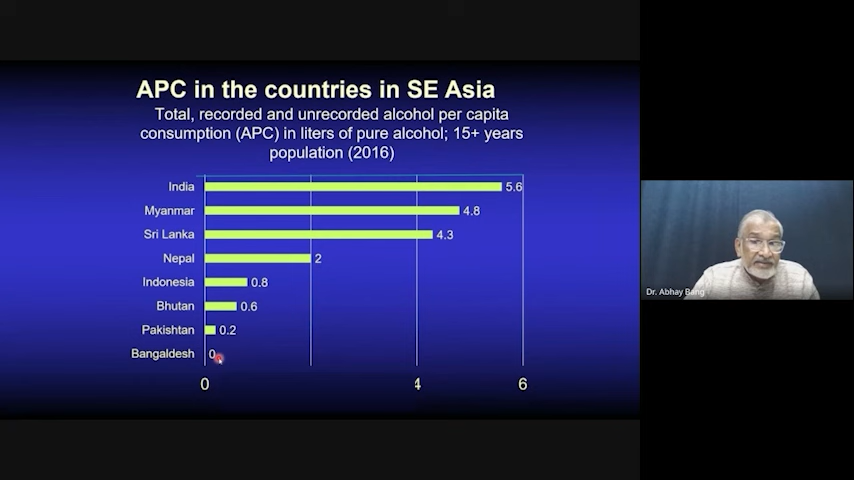 APC in the countries in SE Asia
Total, recorded and unrecorded alcohol per capita
consumption (APC) in liters of pure alcohol; 15+ years
population (2016)
India 5.6
Myanmar 4.8
Sri Lanka 4.3
Nepal 2
Indonesia 0.8
Bhutan 0.6
Pakishtan 0.2
Bangaldesh 0
0 4 6
Dr. Abhay Bang